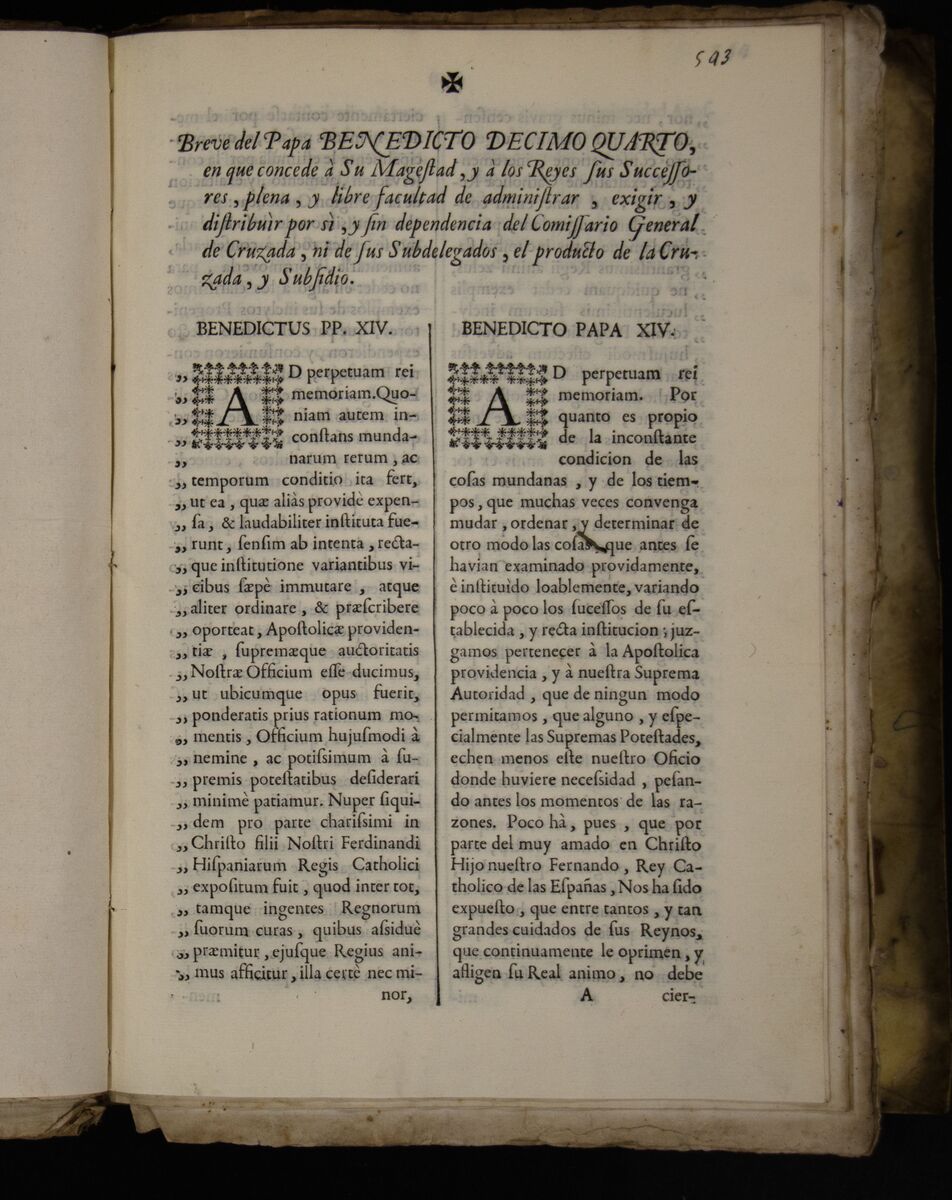 593
✠
Breve del Papa BENEDICTO DECIMO QUARTO,
en que concede à Su Mageſtad, y à los Reyes ſus Succeſſo-
res, plena, y libre facultad de adminiſtrar, exigir, y
diſtribuìr por sì, y ſin dependencia del Comiſſario General
de Cruzada, ni de ſus Subdelegados, el producto de la Cru-
zada, y Subſidio.
BENEDICTUS PP. XIV.
,, AD perpetuam rei
,, memoriam. Quo-
,, niam autem in-
,, conſtans munda-
,, narum rerum, ac
,, temporum conditio ita fert,
,, ut ea, quæ aliàs providè expen-
,, ſa, & laudabiliter inſtituta fue-
,, runt, ſenſim ab intenta, recta-
,, que inſtitutione variantibus vi-
,, cibus ſæpè immutare, atque
,, aliter ordinare, & præſcribere
,, oporteat, Apoſtolicæ providen-
,, tiæ, ſupremæque auctoritatis
,, Noſtræ Officium eſſe ducimus,
,, ut ubicumque opus fuerit,
,, ponderatis prius rationum mo-
,, mentis, Officium hujuſmodi à
,, nemine, ac potiſsimum à ſu-
,, premis poteſtatibus deſiderari
,, minimè patiamur. Nuper ſiqui-
,, dem pro parte chariſsimi in
,, Chriſto filii Noſtri Ferdinandi
,, Hiſpaniarum Regis Catholici
,, expoſitum fuit, quod inter tot,
,, tamque ingentes Regnorum
,, ſuorum curas, quibus aſsiduè
,, præmitur, ejuſque Regius ani-
,, mus afficitur, illa certè nec mi-
nor,
BENEDICTO PAPA XIV.
AD perpetuam rei
memoriam. Por
quanto es propio
de la inconſtante
condicion de las
coſas mundanas, y de los tiem-
pos, que muchas veces convenga
mudar, ordenar, y determinar de
otro modo las coſas, que antes ſe
havian examinado providamente,
è inſtituìdo loablemente, variando
poco à poco los ſuceſſos de ſu eſ-
tablecida, y recta inſtitucion; juz-
gamos pertenecer à la Apoſtolica
providencia, y à nueſtra Suprema
Autoridad, que de ningun modo
permitamos, que alguno, y eſpe-
cialmente las Supremas Poteſtades,
echen menos eſte nueſtro Oficio
donde huviere neceſsidad, peſan-
do antes los momentos de las ra-
zones. Poco hà, pues, que por
parte del muy amado en Chriſto
Hijo nueſtro Fernando, Rey Ca-
tholico de las Eſpañas, Nos ha ſido
expueſto, que entre tantos, y tan
grandes cuidados de ſus Reynos,
que continuamente le oprimen, y
afligen ſu Real animo, no debe
A cier-